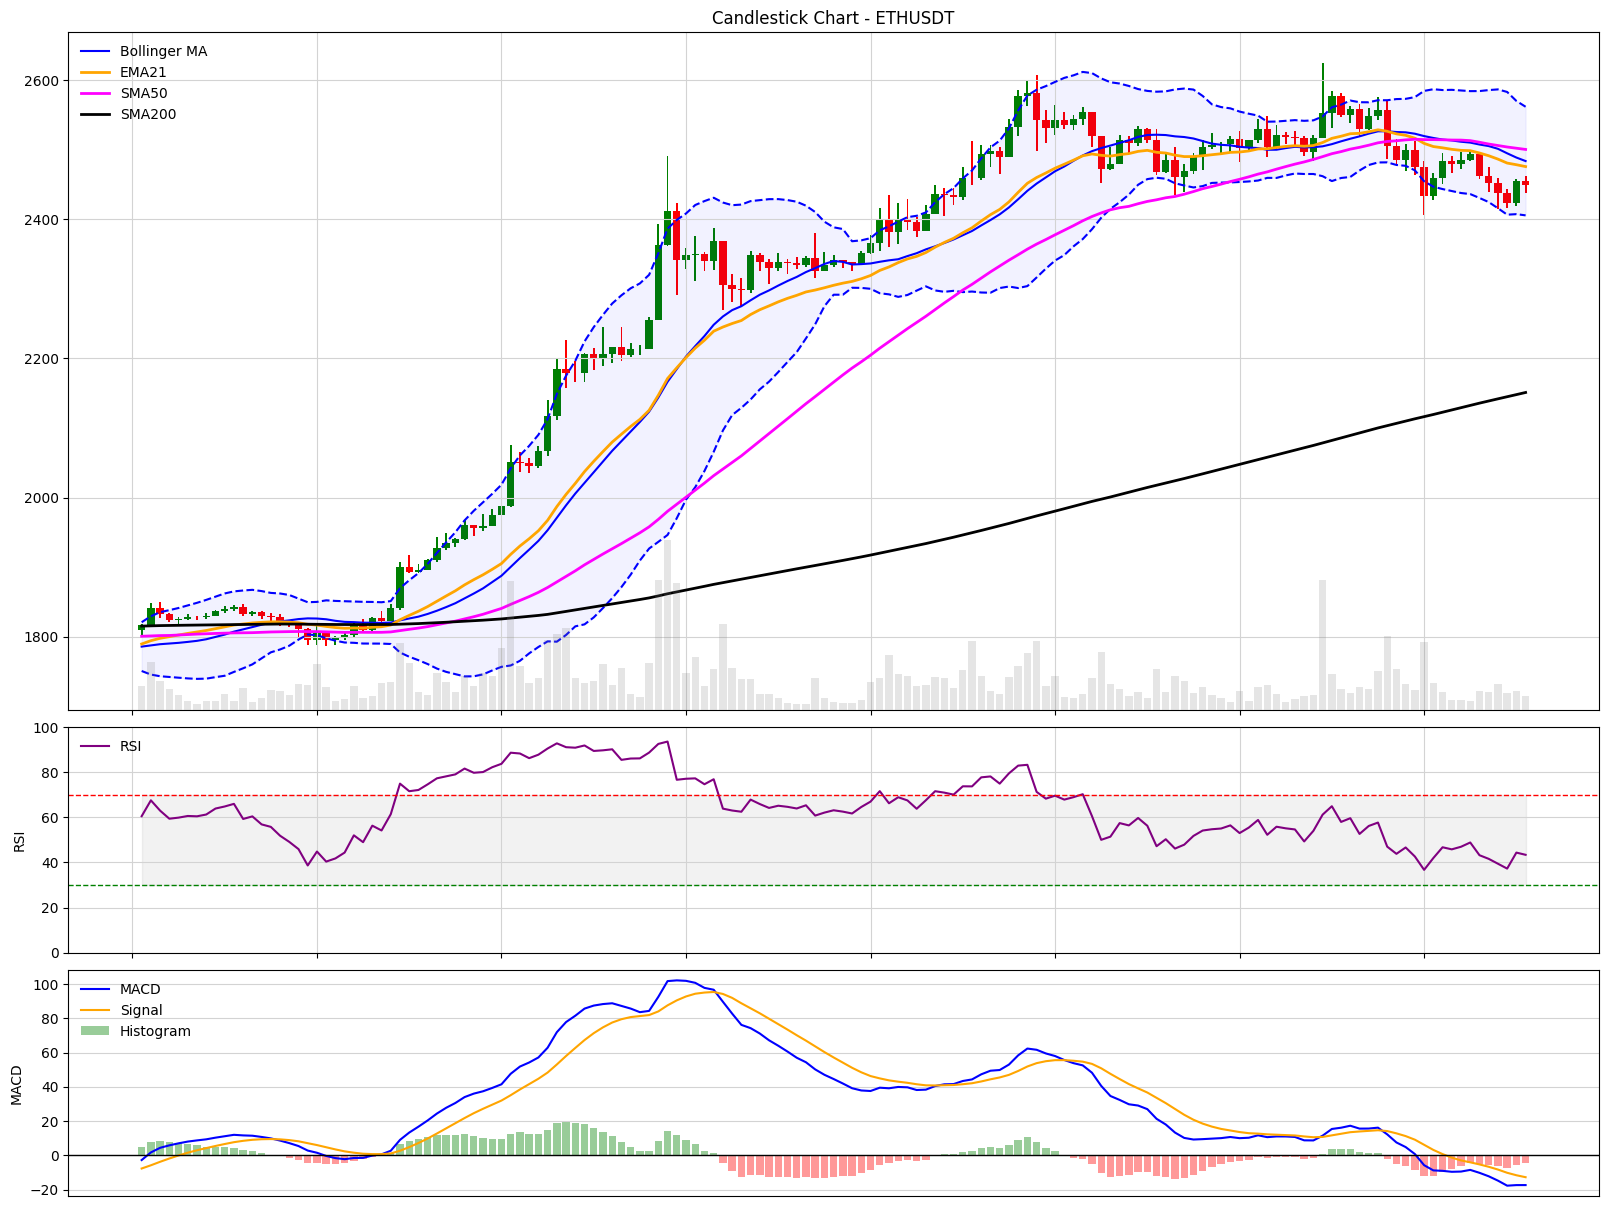 Candlestick Chart - ETHUSDT
Bollinger MA
EMA21
SMA50
SMA200
2600
2400
2200
2000
1800
RSI
100
80
60
40
20
0
RSI
MACD
Signal
Histogram
100
80
60
40
20
0
−20
MACD